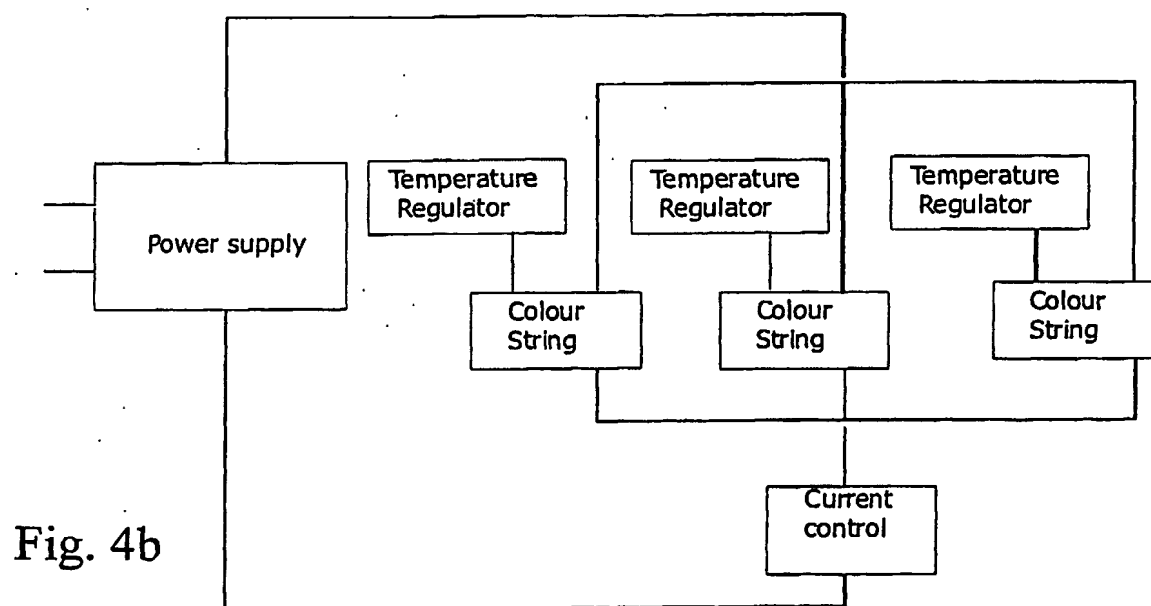 Power supply
Temperature
Regulator
Temperature
Regulator
Temperature
Regulator
Colour
String
Colour
String
Colour
String
Current
control
Fig. 4b